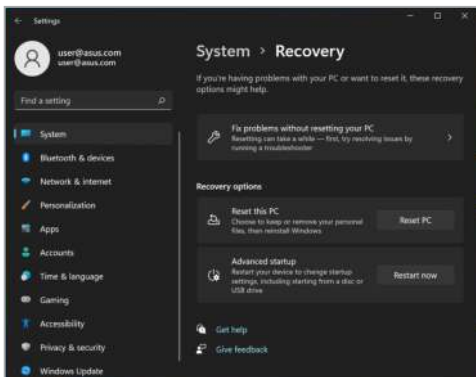 Settings
user@asus.com
user@asus.com
Find a setting
System
Bluetooth & devices
Network & internet
Personalization
Apps
Accounts
Time & language
Gaming
Accessibility
Privacy & security
Windows Update
System > Recovery
If you're having problems with your PC or want to reset it, these recovery
options might help.
Fix problems without resetting your PC
Resetting can take a while — first, try resolving issues by
running a troubleshooter
Recovery options
Reset this PC
Choose to keep or remove your personal
files, then reinstall Windows
Reset PC
Advanced startup
Restart your device to change startup
settings, including starting from a disc or
USB drive
Restart now
Get help
Give feedback